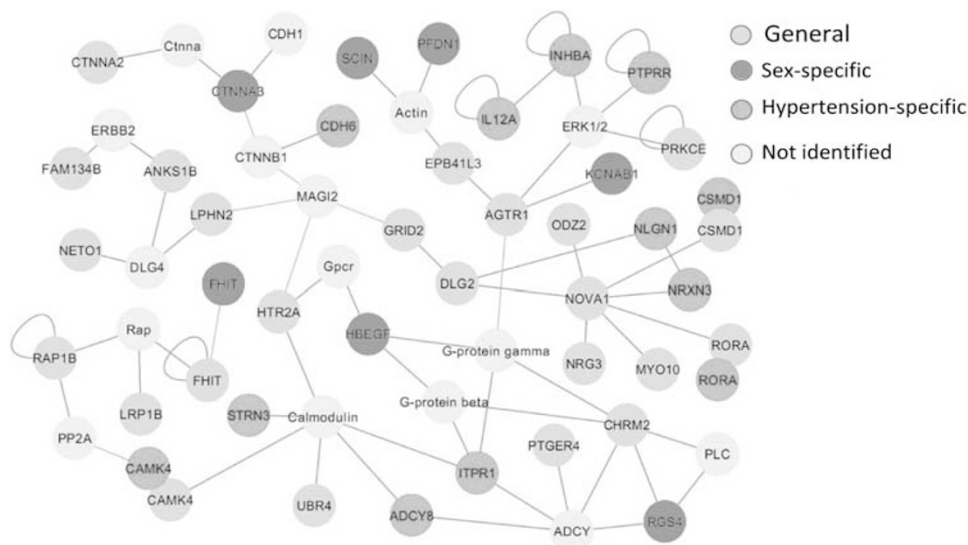 CDH1
Ctnna
CTNNA2
CTNNA3
SCIN
PFDN1
INHBA
PTPRR
General
Sex-specific
Hypertension-specific
Not identified
Actin
IL12A
ERK1/2
PRKCE
CDH6
ERBB2
CTNNB1
FAM134B
ANKS1B
EPB41L3
KCNAB1
MAGI2
LPHN2
AGTR1
CSMD1
ODZ2
NLGN1
CSMD1
GRID2
NETO1
DLG4
Gpcr
FHIT
DLG2
NRXN3
NOVA1
HTR2A
Rap
HBEGF
RAP1B
G-protein gamma
RORA
NRG3
MYO10
FHIT
RORA
LRP1B
STRN3
Calmodulin
G-protein beta
CHRM2
PP2A
PTGER4
PLC
CAMK4
ITPR1
CAMK4
UBR4
ADCY8
ADCY
RGS4